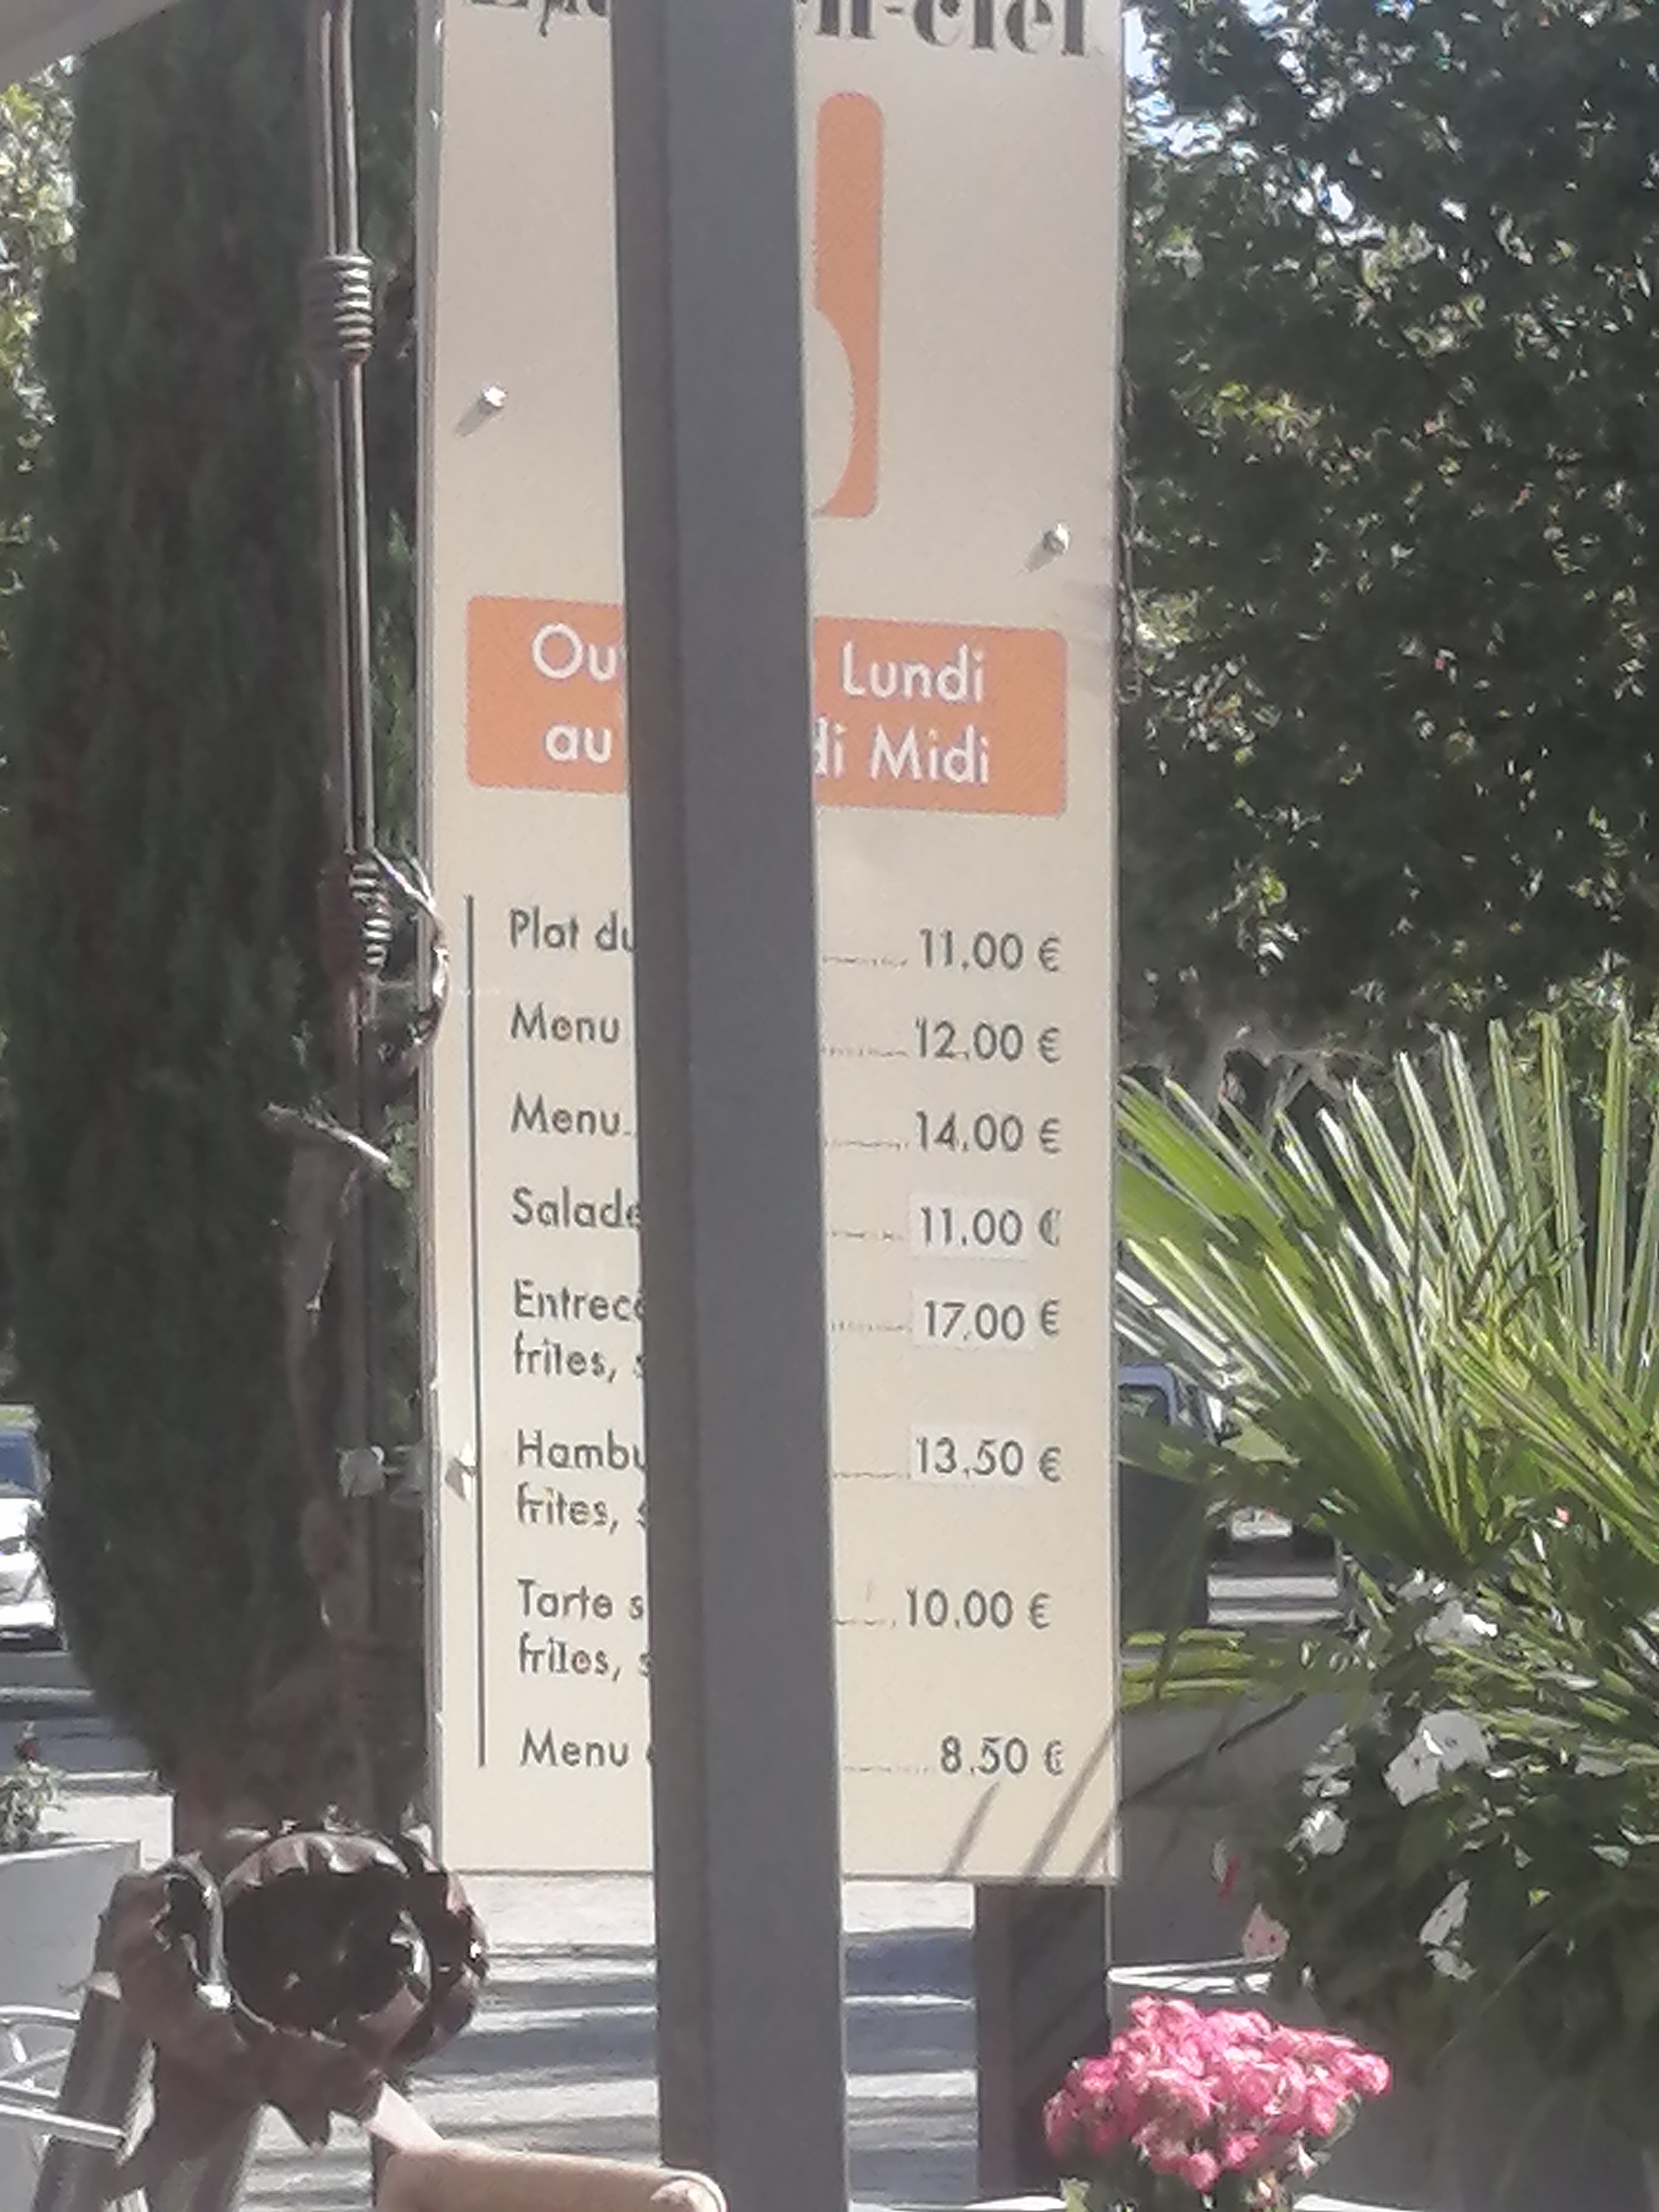 n-ciel
Ou Lundi
au di Midi
Plat du 11,00 €
Menu 12,00 €
Menu 14,00 €
Salade 11,00 €
Entrec 17,00 €
frites, s
Hambu 13,50 €
frites, s
Tarte s 10,00 €
frites, s
Menu 8,50 €